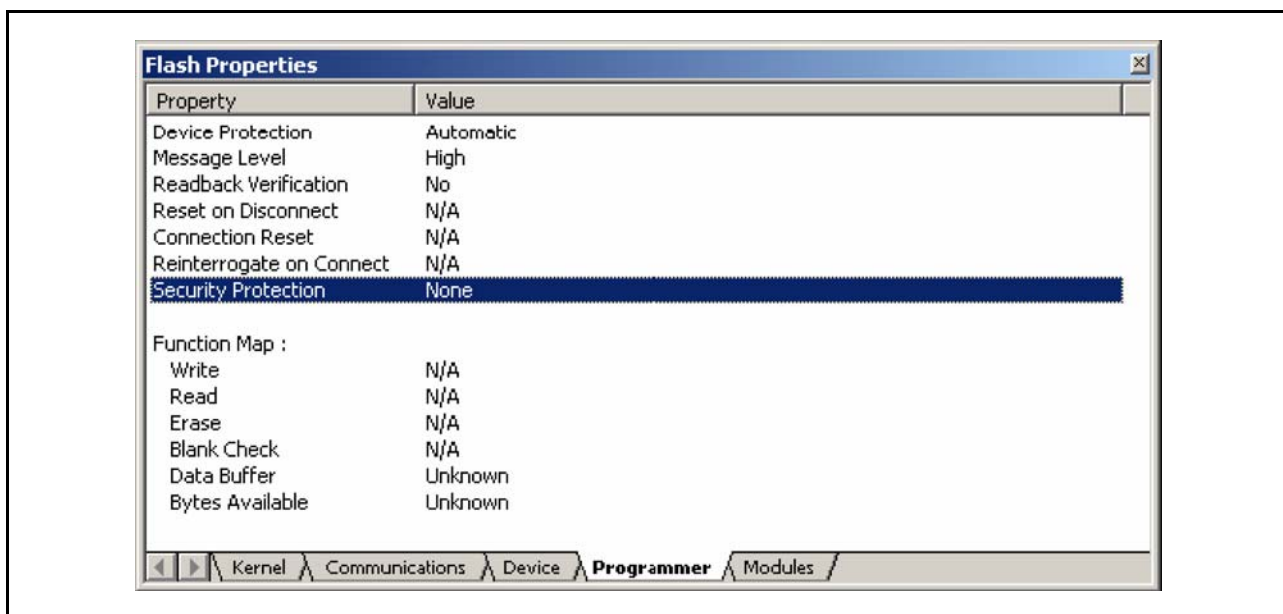 Flash Properties
Property Value
Device Protection Automatic
Message Level High
Readback Verification No
Reset on Disconnect N/A
Connection Reset N/A
Reinterrogate on Connect N/A
Security Protection None
Function Map :
Write N/A
Read N/A
Erase N/A
Blank Check N/A
Data Buffer Unknown
Bytes Available Unknown
Kernel Communications Device Programmer Modules